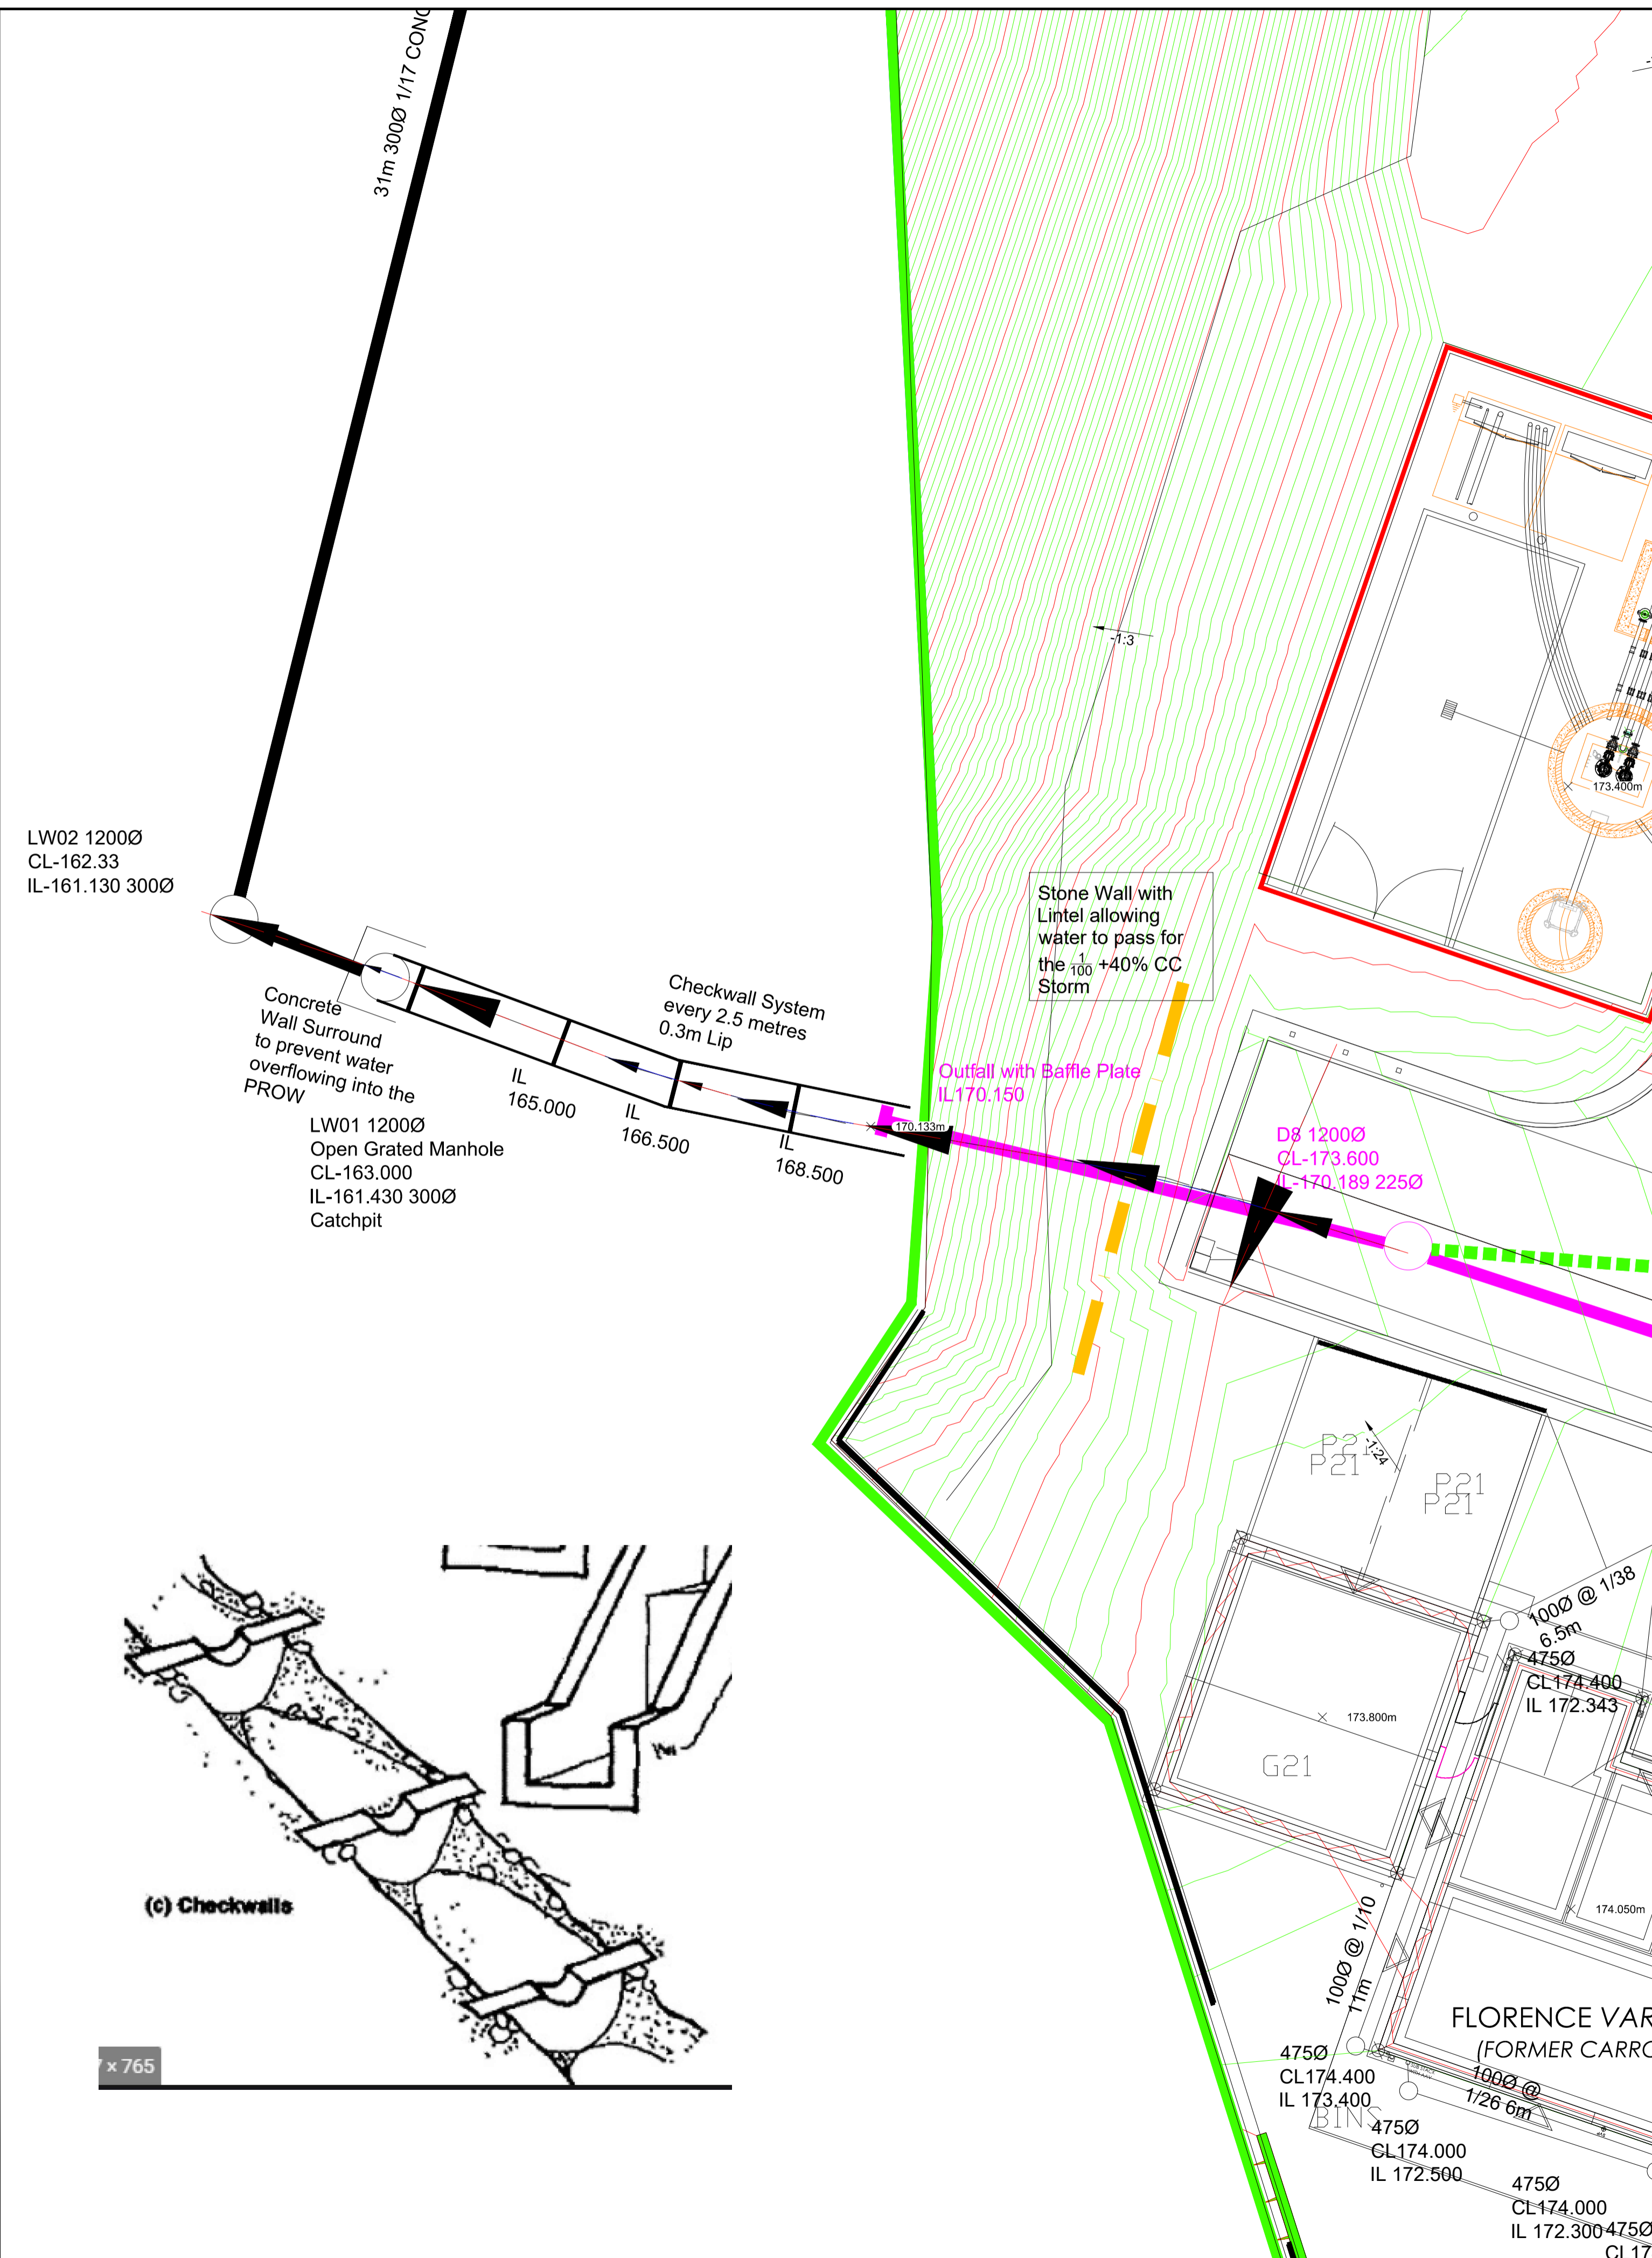 31m 300Ø 1/17
LW02 1200Ø
CL-162.33
IL-161.130 300Ø
Concrete
Wall Surround
to prevent water
overflowing into the
PROW
LW01 1200Ø
Open Grated Manhole
CL-163.000
IL-161.430 300Ø
Catchpit
Checkwall System
every 2.5 metres
0.3m Lip
IL
165.000
IL
166.500
IL
168.500
-1:3
Stone Wall with
Lintel allowing
water to pass for
the 1/100 +40% CC
Storm
Outfall with Baffle Plate
IL170.150
170.133m
D8 1200Ø
CL-173.600
IL-170.189 225Ø
173.400m
P21
P21
-1:24
P21
P21
100Ø @ 1/38
6.5m
475Ø
CL174.400
IL 172.343
173.800m
G21
174.050m
100Ø @ 1/10
11m
FLORENCE
(FORMER
475Ø
CL174.400
IL 173.400
100Ø @
1/26 6m
BINS
475Ø
CL174.000
IL 172.500
475Ø
CL174.000
IL 172.300
475Ø
(c) Checkwalls
× 765